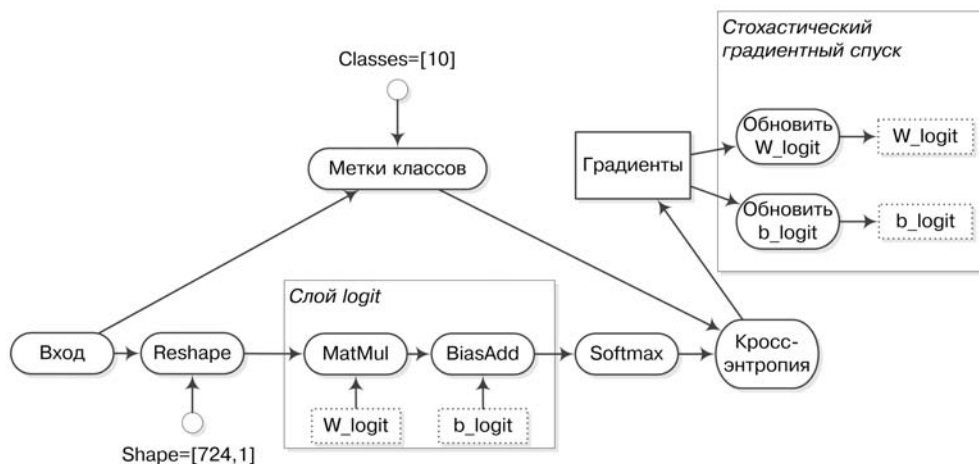 Стохастический
градиентный спуск
Classes=[10]
Обновить
W_logit
W_logit
Градиенты
Метки классов
Обновить
b_logit
b_logit
Слой logit
Вход
Reshape
MatMul
BiasAdd
Softmax
Кросс-
энтропия
W_logit
b_logit
Shape=[724,1]